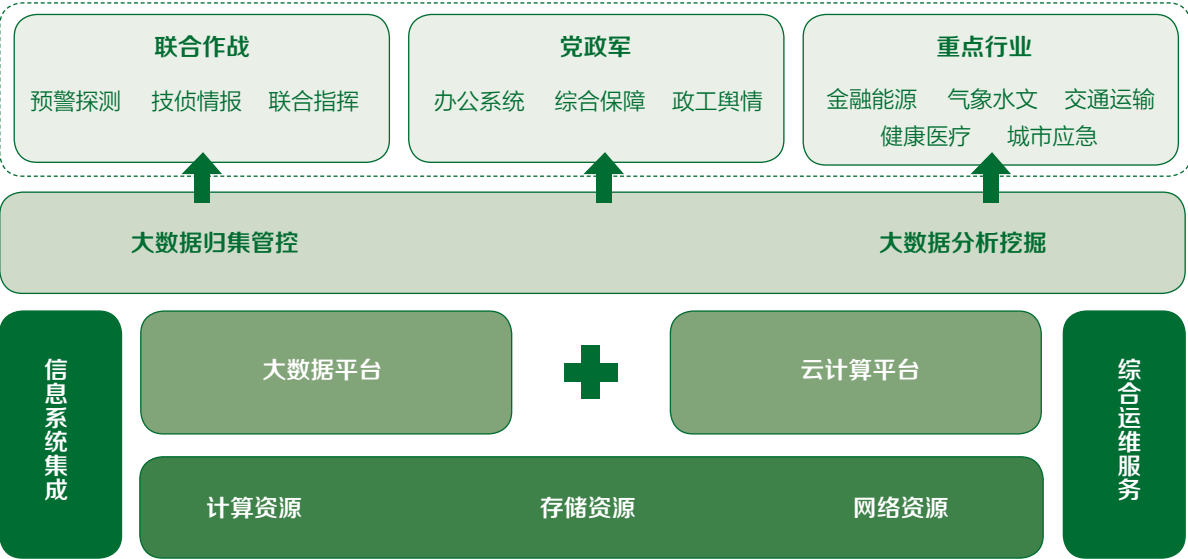 联合作战
预警探测 技侦情报 联合指挥
党政军
办公系统 综合保障 政工舆情
重点行业
金融能源 气象水文 交通运输
健康医疗 城市应急
大数据归集管控 大数据分析挖掘
信息系统集成
大数据平台
云计算平台
综合运维服务
计算资源 存储资源 网络资源